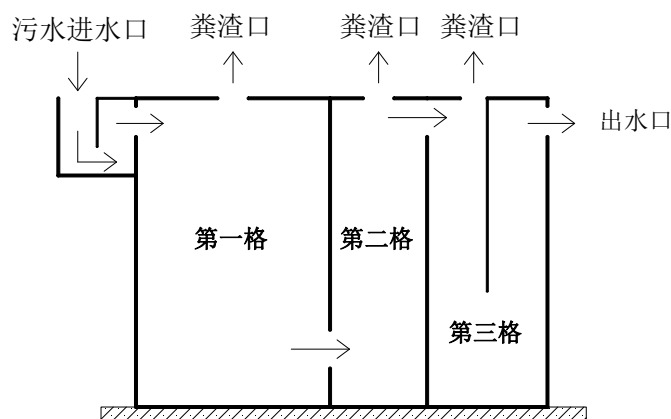 污水进水口
粪渣口
粪渣口
粪渣口
出水口
第一格
第二格
第三格